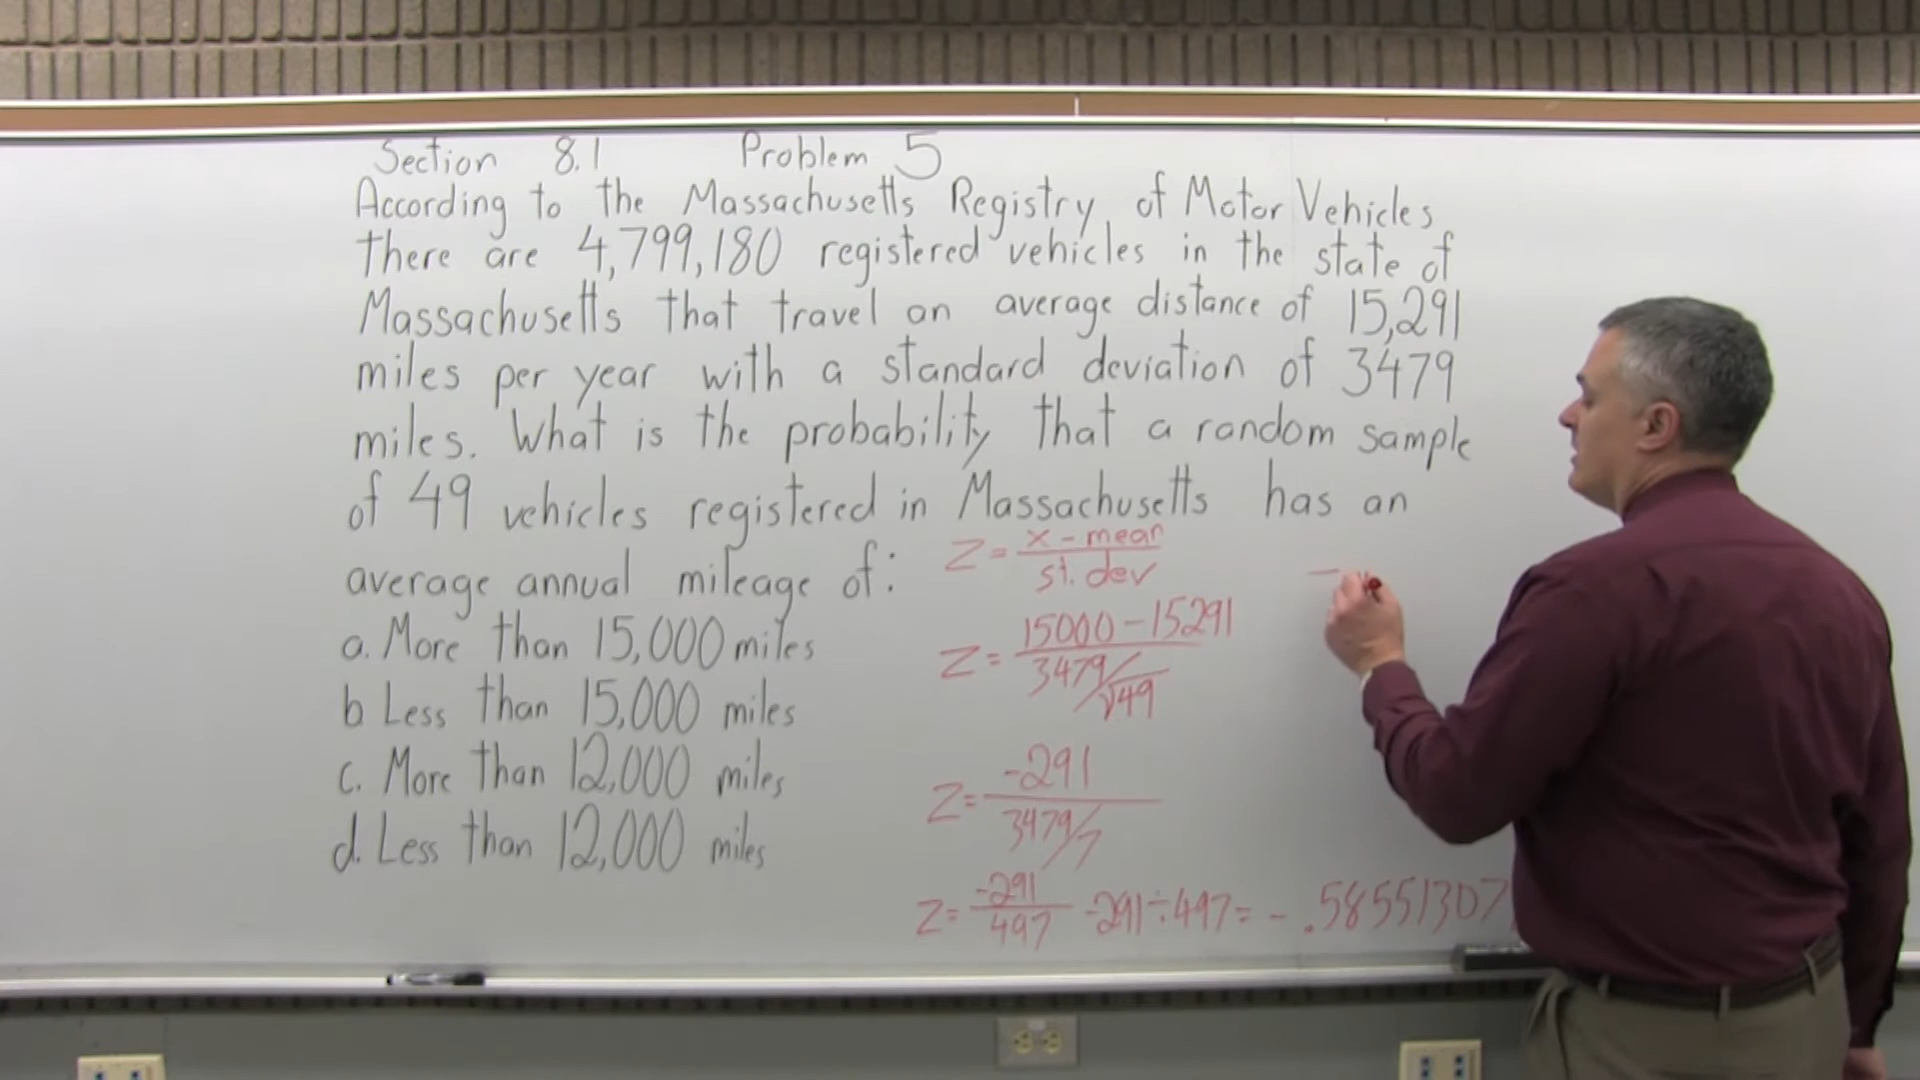 Section 8.1 Problem 5
According to the Massachusetts Registry of Motor Vehicles
there are 4,799,180 registered vehicles in the state of
Massachusetts that travel an average distance of 15,291
miles per year with a standard deviation of 3479
miles. What is the probability that a random sample
of 49 vehicles registered in Massachusetts has an
average annual mileage of:
a. More than 15,000 miles
b. Less than 15,000 miles
c. More than 12,000 miles
d. Less than 12,000 miles
Z = x - mean / st. dev
Z = 15000 - 15291 / 3479/√49
Z = -291 / 3479/7
Z = -291 / 497 -291 ÷ 497 = - .58551307